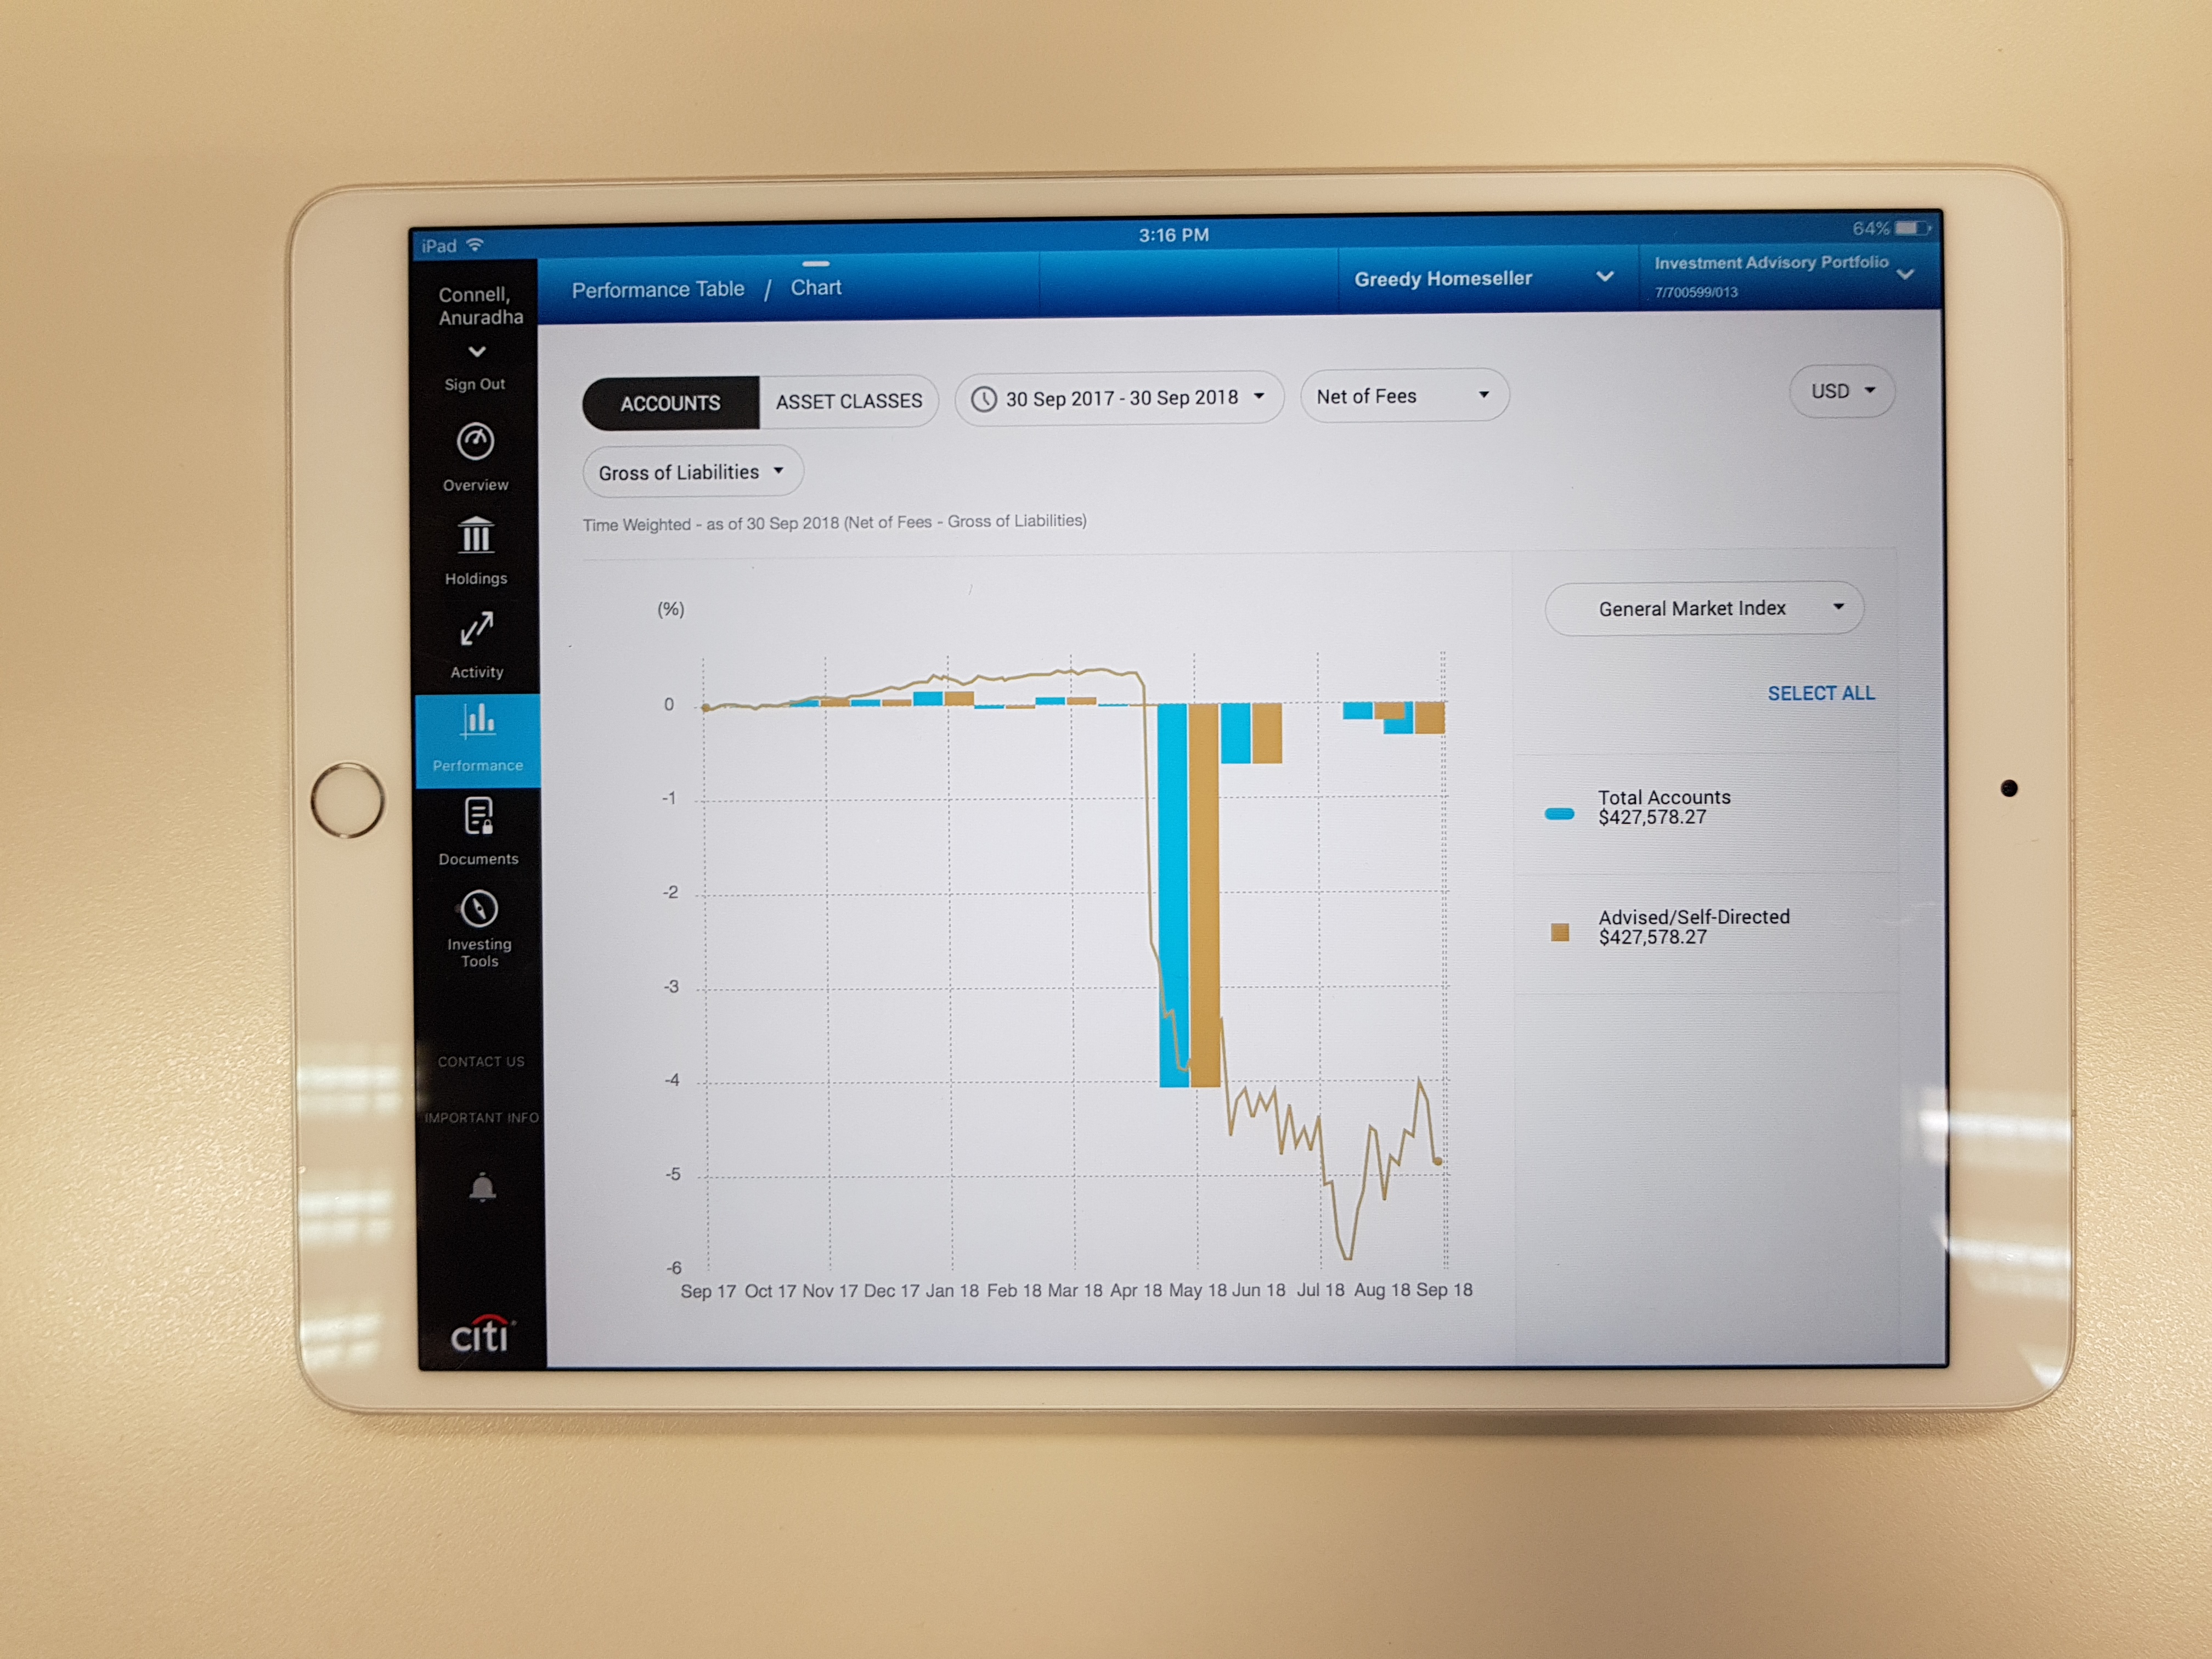 iPad
3:16 PM
64%
Connell,
Anuradha
Sign Out
Overview
Holdings
Activity
Performance
Documents
Investing
Tools
CONTACT US
IMPORTANT INFO
citi
Performance Table / Chart
Greedy Homeseller
Investment Advisory Portfolio
7/700599/013
ACCOUNTS
ASSET CLASSES
30 Sep 2017 - 30 Sep 2018
Net of Fees
USD
Gross of Liabilities
Time Weighted - as of 30 Sep 2018 (Net of Fees - Gross of Liabilities)
(%)
0
-1
-2
-3
-4
-5
-6
Sep 17 Oct 17 Nov 17 Dec 17 Jan 18 Feb 18 Mar 18 Apr 18 May 18 Jun 18 Jul 18 Aug 18 Sep 18
General Market Index
SELECT ALL
Total Accounts
$427,578.27
Advised/Self-Directed
$427,578.27